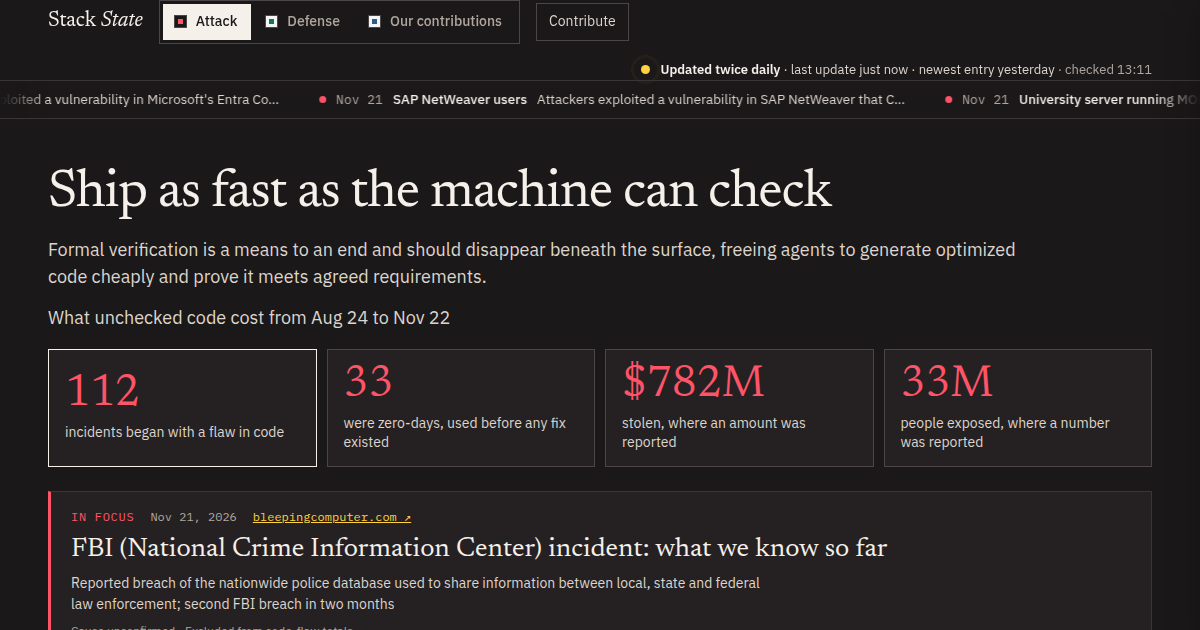 Stack State
Attack
Defense
Our contributions
Contribute
Updated twice daily · last update just now · newest entry yesterday · checked 13:11
a vulnerability in Microsoft's Entra Co...
Nov 21 SAP NetWeaver users Attackers exploited a vulnerability in SAP NetWeaver that C...
Nov 21 University server running
Ship as fast as the machine can check
Formal verification is a means to an end and should disappear beneath the surface, freeing agents to generate optimized
code cheaply and prove it meets agreed requirements.
What unchecked code cost from Aug 24 to Nov 22
112
incidents began with a flaw in code
33
were zero-days, used before any fix
existed
$782M
stolen, where an amount was
reported
33M
people exposed, where a number
was reported
IN FOCUS Nov 21, 2026 bleepingcomputer.com ↗
FBI (National Crime Information Center) incident: what we know so far
Reported breach of the nationwide police database used to share information between local, state and federal
law enforcement; second FBI breach in two months